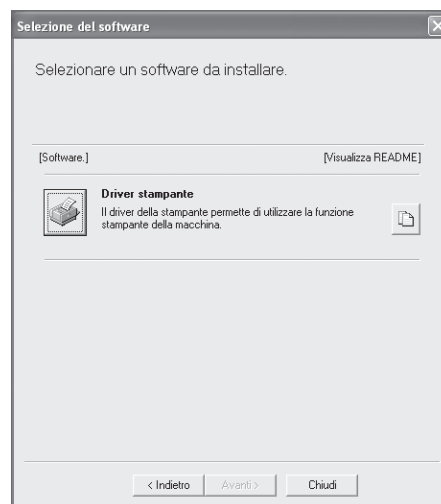 Selezione del software
Selezionare un software da installare.
[Software.] [Visualizza README]
Driver stampante
Il driver della stampante permette di utilizzare la funzione
stampante della macchina.
< Indietro Avanti > Chiudi